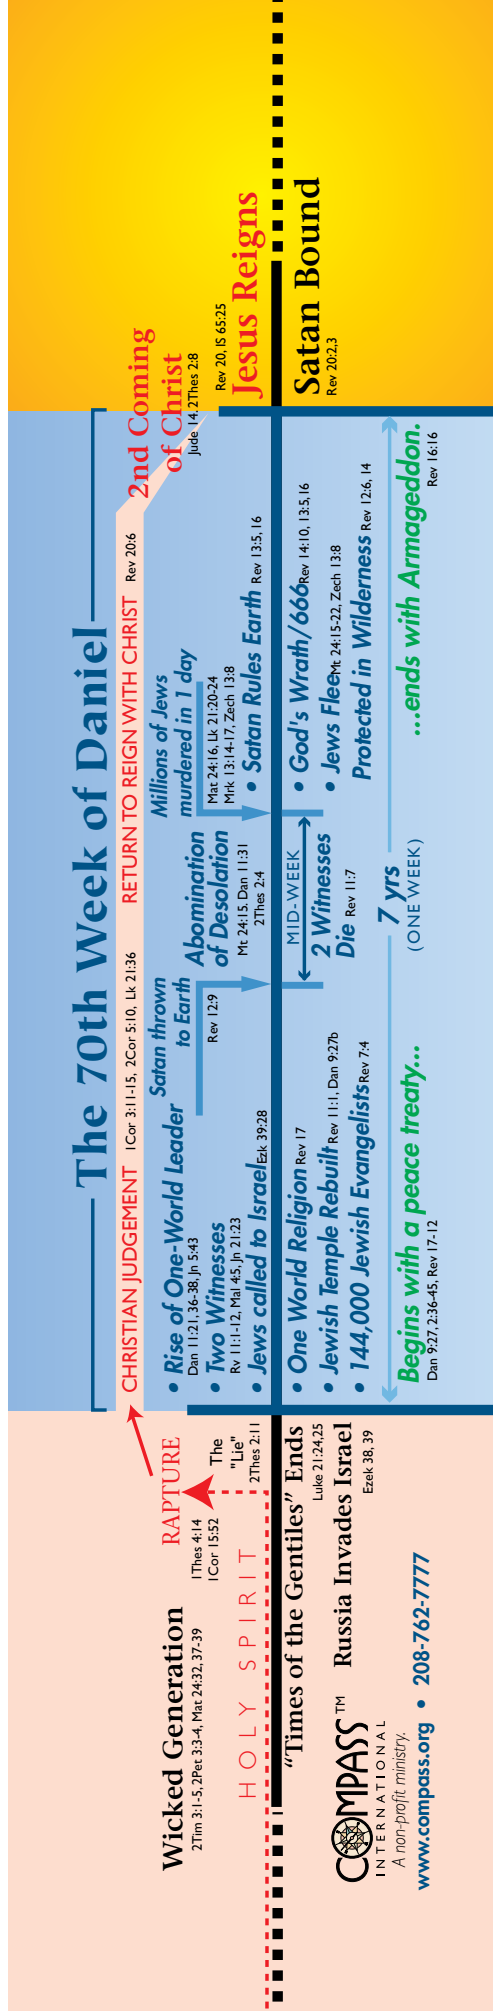 The 70th Week of Daniel
CHRISTIAN JUDGEMENT 1Cor 3:11-15, 2Cor 5:10, Lk 21:36 RETURN TO REIGN WITH CHRIST Rev 20:6
2nd Coming
of Christ
Jude 14. 2Thes 2:8
Wicked Generation
2Tim 3:1-5, 2Pet 3:3-4, Mat 24:32, 37-39
RAPTURE
1Thes 4:14
1Cor 15:52
The
"Lie"
2Thes 2:11
HOLY SPIRIT
“Times of the Gentiles” Ends
Luke 21:24,25
Russia Invades Israel
Ezek 38, 39
COMPASS™
INTERNATIONAL
A non-profit ministry.
www.compass.org • 208-762-7777
• Rise of One-World Leader
Dan 11:21, 36-38, Jn 5:43
• Two Witnesses
Rv 11:1-12, Mal 4:5, Jn 21:23
• Jews called to Israel Ezk 39:28
Satan thrown
to Earth
Rev 12:9
Abomination
of Desolation
Mt 24:15. Dan 11:31
2Thes 2:4
Millions of Jews
murdered in 1 day
Mat 24:16, Lk 21:20-24
Mrk 13:14-17, Zech 13:8
• Satan Rules Earth Rev 13:5, 16
Rev 20, IS 65:25
Jesus Reigns
• One World Religion Rev 17
• Jewish Temple Rebuilt Rev 11:1, Dan 9:27b
• 144,000 Jewish Evangelists Rev 7:4
MID-WEEK
2 Witnesses
Die Rev 11:7
• God's Wrath/666 Rev 14:10, 13:5,16
• Jews Flee Mt 24:15-22, Zech 13:8
Protected in Wilderness Rev 12:6, 14
Satan Bound
Rev 20:2,3
7 yrs
(ONE WEEK)
Begins with a peace treaty...
Dan 9:27, 2:36-45, Rev 17-12
...ends with Armageddon.
Rev 16:16